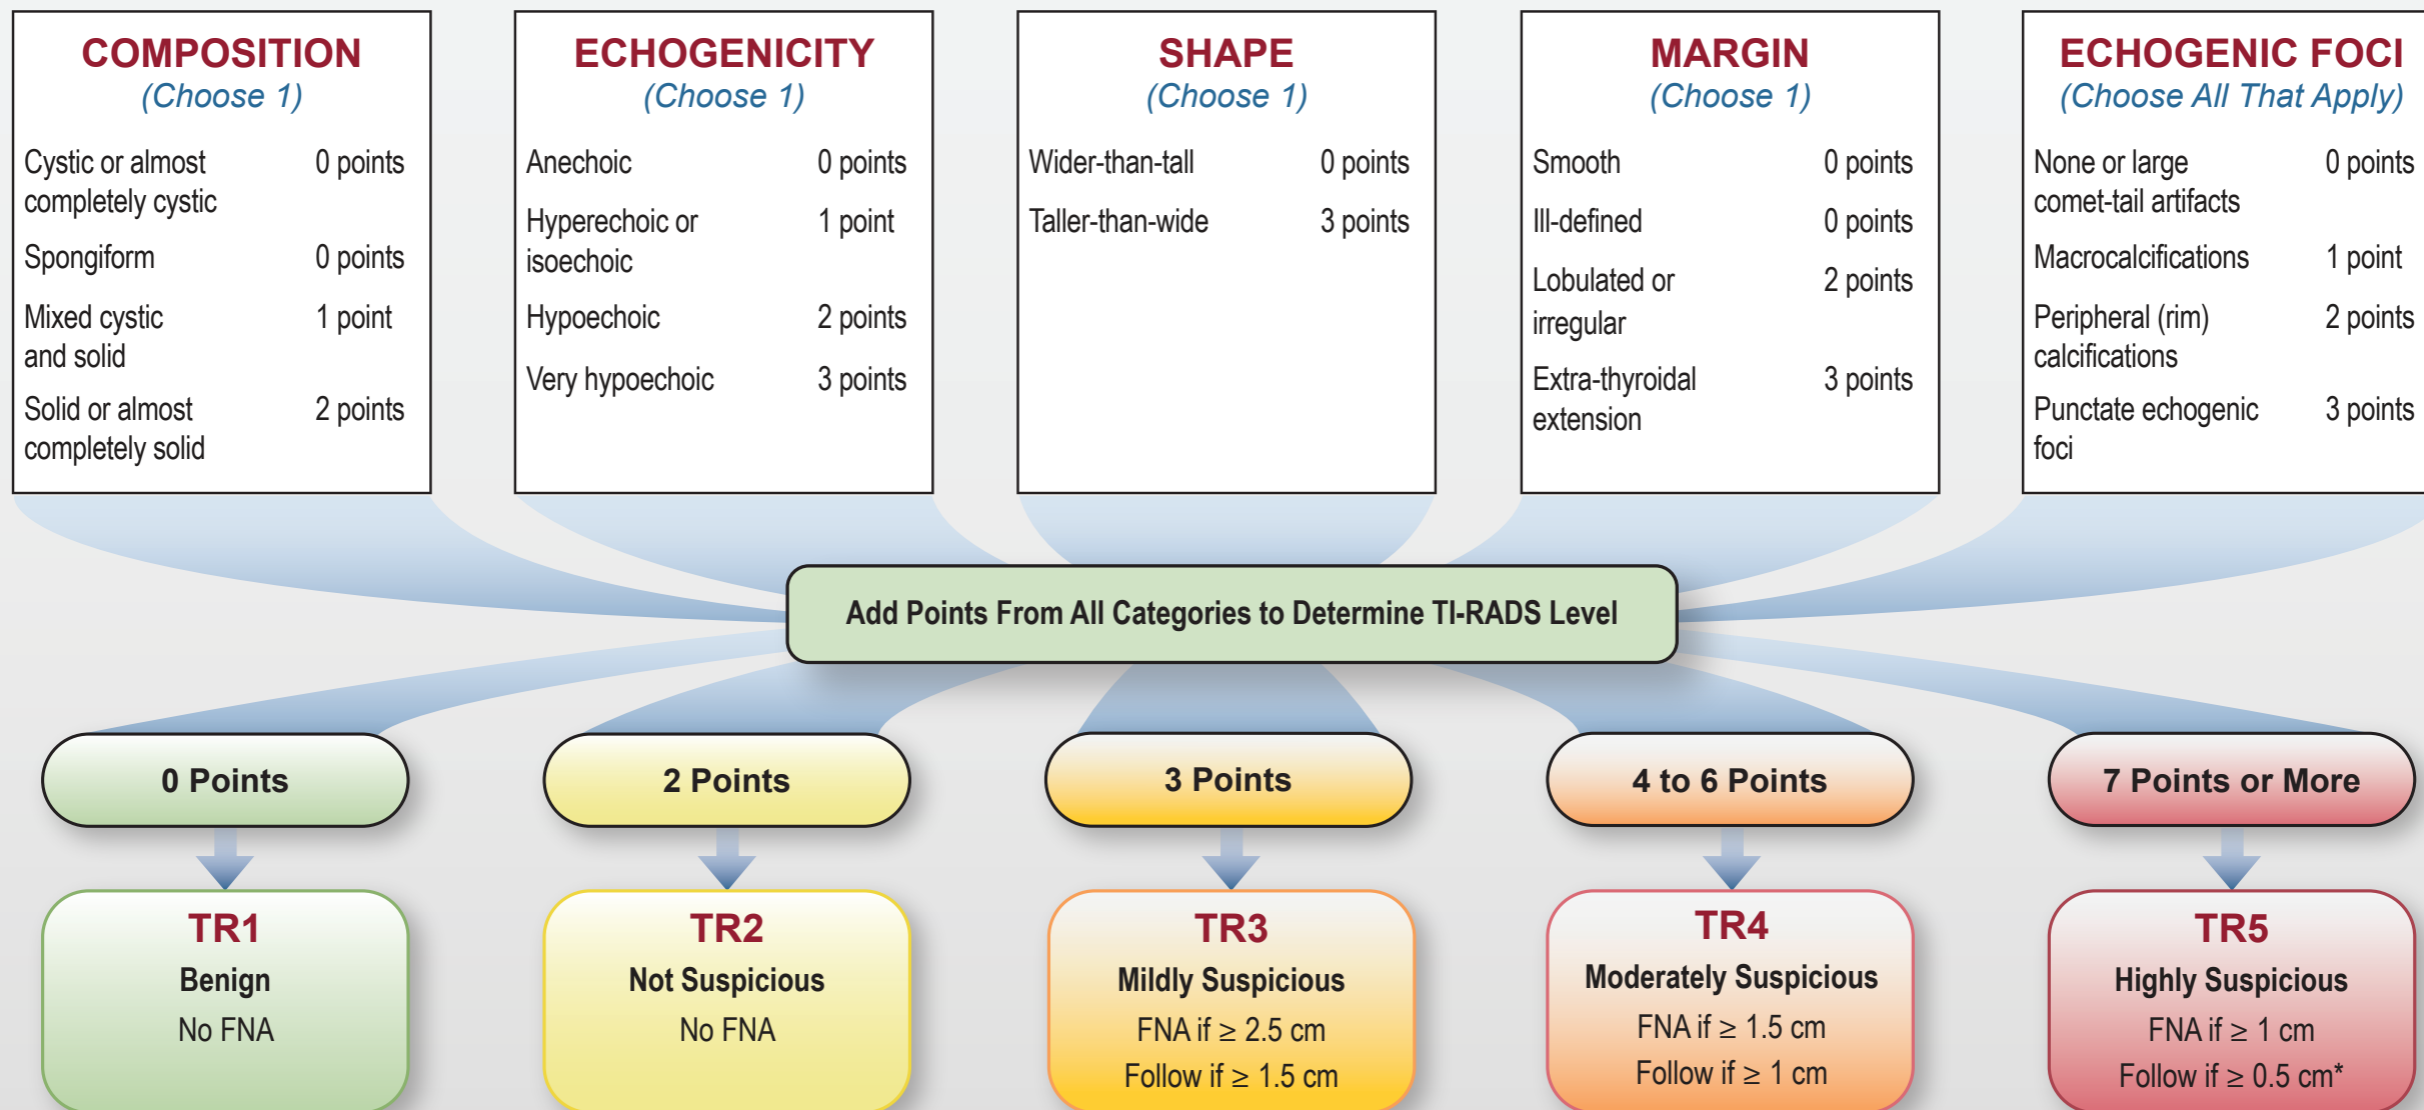 COMPOSITION
(Choose 1)
Cystic or almost 0 points
completely cystic
Spongiform 0 points
Mixed cystic 1 point
and solid
Solid or almost 2 points
completely solid
ECHOGENICITY
(Choose 1)
Anechoic 0 points
Hyperechoic or 1 point
isoechoic
Hypoechoic 2 points
Very hypoechoic 3 points
SHAPE
(Choose 1)
Wider-than-tall 0 points
Taller-than-wide 3 points
MARGIN
(Choose 1)
Smooth 0 points
Ill-defined 0 points
Lobulated or 2 points
irregular
Extra-thyroidal 3 points
extension
ECHOGENIC FOCI
(Choose All That Apply)
None or large 0 points
comet-tail artifacts
Macrocalcifications 1 point
Peripheral (rim) 2 points
calcifications
Punctate echogenic 3 points
foci
Add Points From All Categories to Determine TI-RADS Level
0 Points
2 Points
3 Points
4 to 6 Points
7 Points or More
TR1
Benign
No FNA
TR2
Not Suspicious
No FNA
TR3
Mildly Suspicious
FNA if ≥ 2.5 cm
Follow if ≥ 1.5 cm
TR4
Moderately Suspicious
FNA if ≥ 1.5 cm
Follow if ≥ 1 cm
TR5
Highly Suspicious
FNA if ≥ 1 cm
Follow if ≥ 0.5 cm*